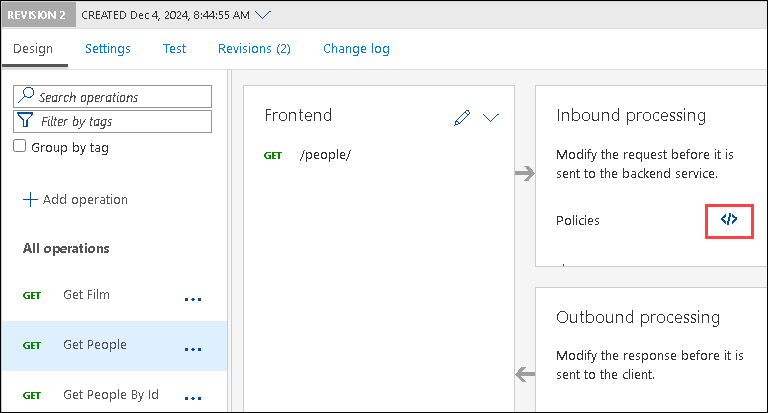 REVISION 2 CREATED Dec 4, 2024, 8:44:55 AM
Design Settings Test Revisions (2) Change log
Search operations
Filter by tags
Group by tag
Add operation
All operations
GET Get Film ...
GET Get People ...
GET Get People By Id ...
Frontend
GET /people/
Inbound processing
Modify the request before it is
sent to the backend service.
Policies </>
Outbound processing
Modify the response before it is
sent to the client.